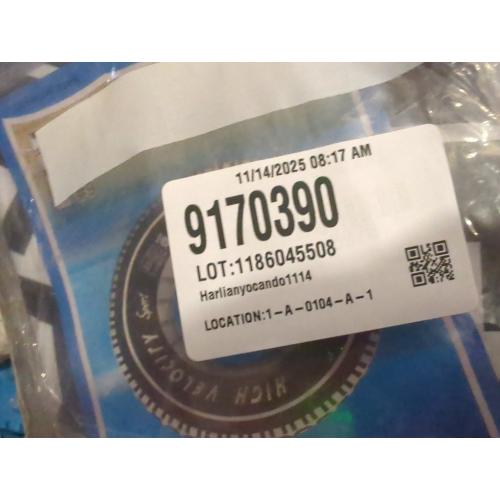 11/14/2025 08:17 AM
9170390
LOT:1186045508
Harlianyocando1114
LOCATION:1-A-0104-A-1
HIGH VELOCITY